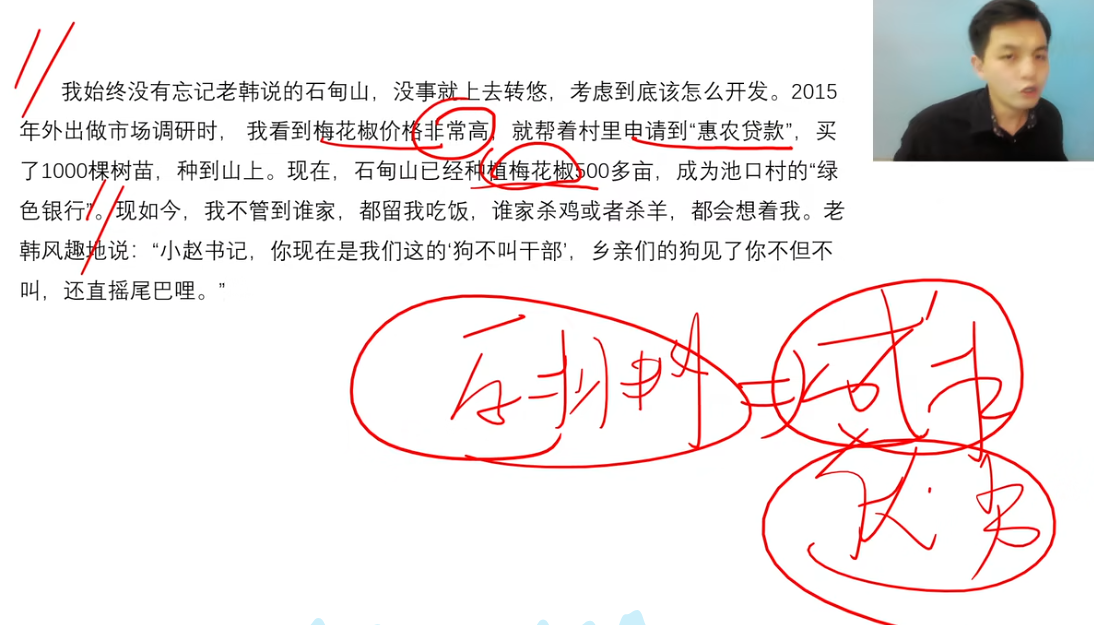 我始终没有忘记老韩说的石甸山，没事就上去转悠，考虑到底该怎么开发。2015
年外出做市场调研时， 我看到梅花椒价格非常高，就帮着村里申请到“惠农贷款”，买
了1000棵树苗，种到山上。现在，石甸山已经种植梅花椒500多亩，成为池口村的“绿
色银行”。现如今，我不管到谁家，都留我吃饭，谁家杀鸡或者杀羊，都会想着我。老
韩风趣地说：“小赵书记，你现在是我们这的‘狗不叫干部’，乡亲们的狗见了你不但不
叫，还直摇尾巴哩。”